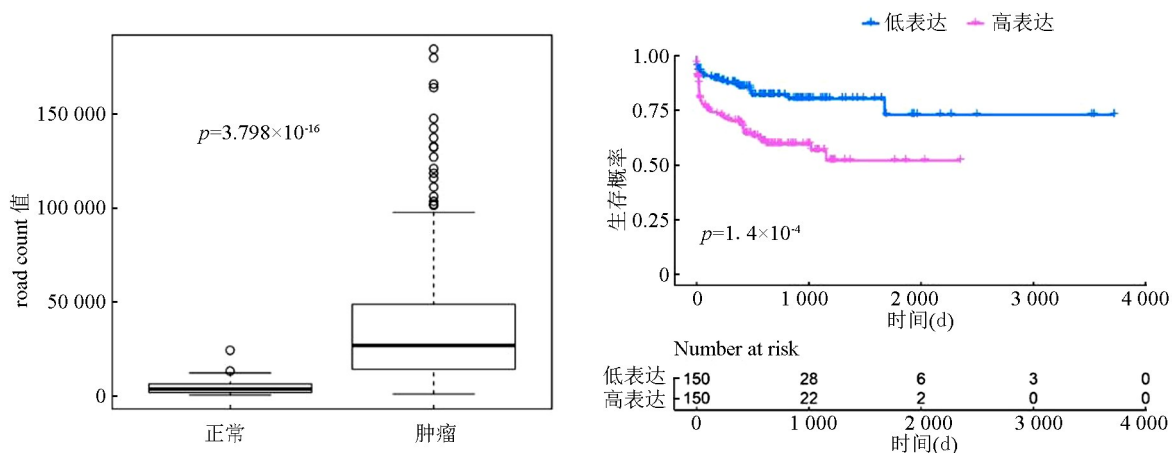 road count 值
150 000
100 000
50 000
0
p=3.798×10-16
正常
肿瘤
低表达
高表达
生存概率
1.00
0.75
0.50
0.25
0
p=1.4×10-4
0
1 000
2 000
3 000
4 000
时间(d)
Number at risk
低表达 150 28 6 3 0
高表达 150 22 2 0 0
0 1 000 2 000 3 000 4 000
时间(d)